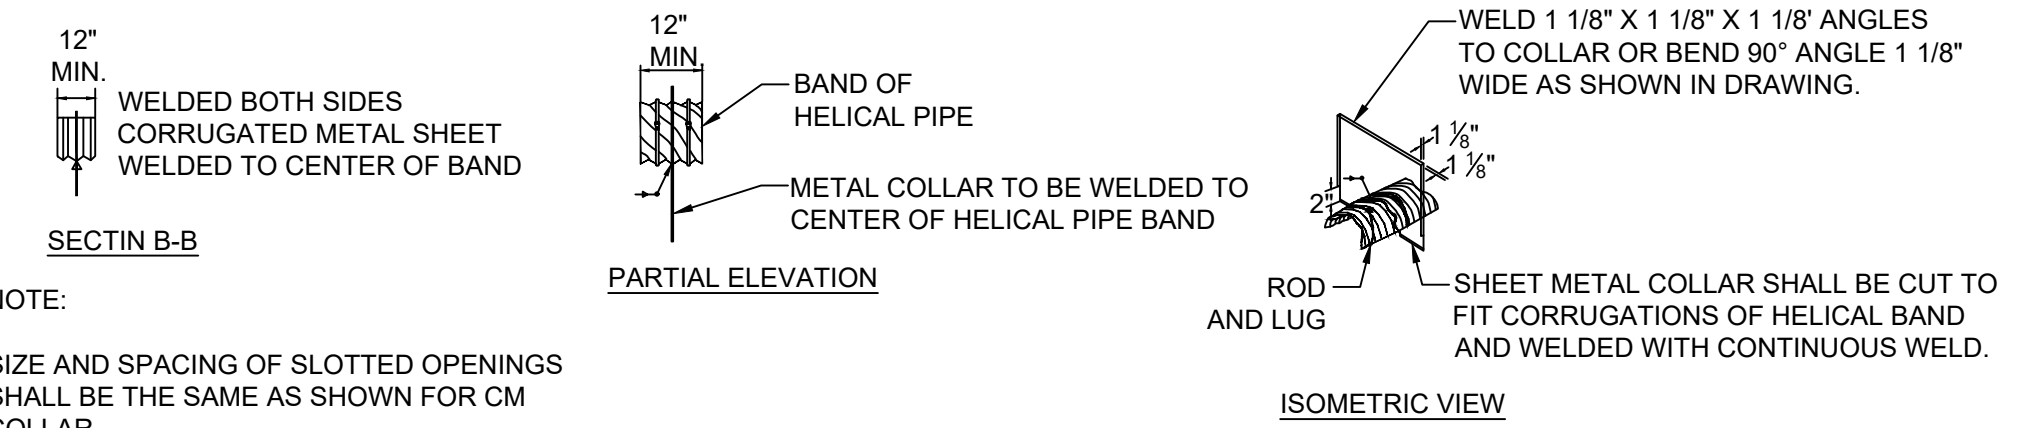 12"
MIN.
WELDED BOTH SIDES
CORRUGATED METAL SHEET
WELDED TO CENTER OF BAND
SECTIN B-B
NOTE:
SIZE AND SPACING OF SLOTTED OPENINGS
SHALL BE THE SAME AS SHOWN FOR CM
COLLAR
12"
MIN.
BAND OF
HELICAL PIPE
METAL COLLAR TO BE WELDED TO
CENTER OF HELICAL PIPE BAND
PARTIAL ELEVATION
WELD 1 1/8" X 1 1/8" X 1 1/8' ANGLES
TO COLLAR OR BEND 90° ANGLE 1 1/8"
WIDE AS SHOWN IN DRAWING.
1 ⅛"
1 ⅛"
2"
ROD
AND LUG
SHEET METAL COLLAR SHALL BE CUT TO
FIT CORRUGATIONS OF HELICAL BAND
AND WELDED WITH CONTINUOUS WELD.
ISOMETRIC VIEW